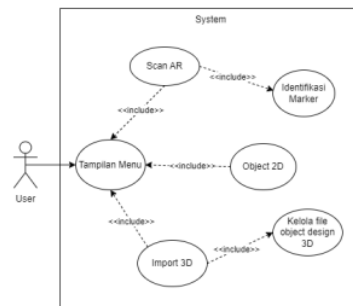 System
Scan AR
<<include>>
Identifikasi
Marker
<<include>>
Tampilan Menu
<<include>>
Object 2D
User
<<include>>
Kelola file
object design
3D
<<include>>
Import 3D